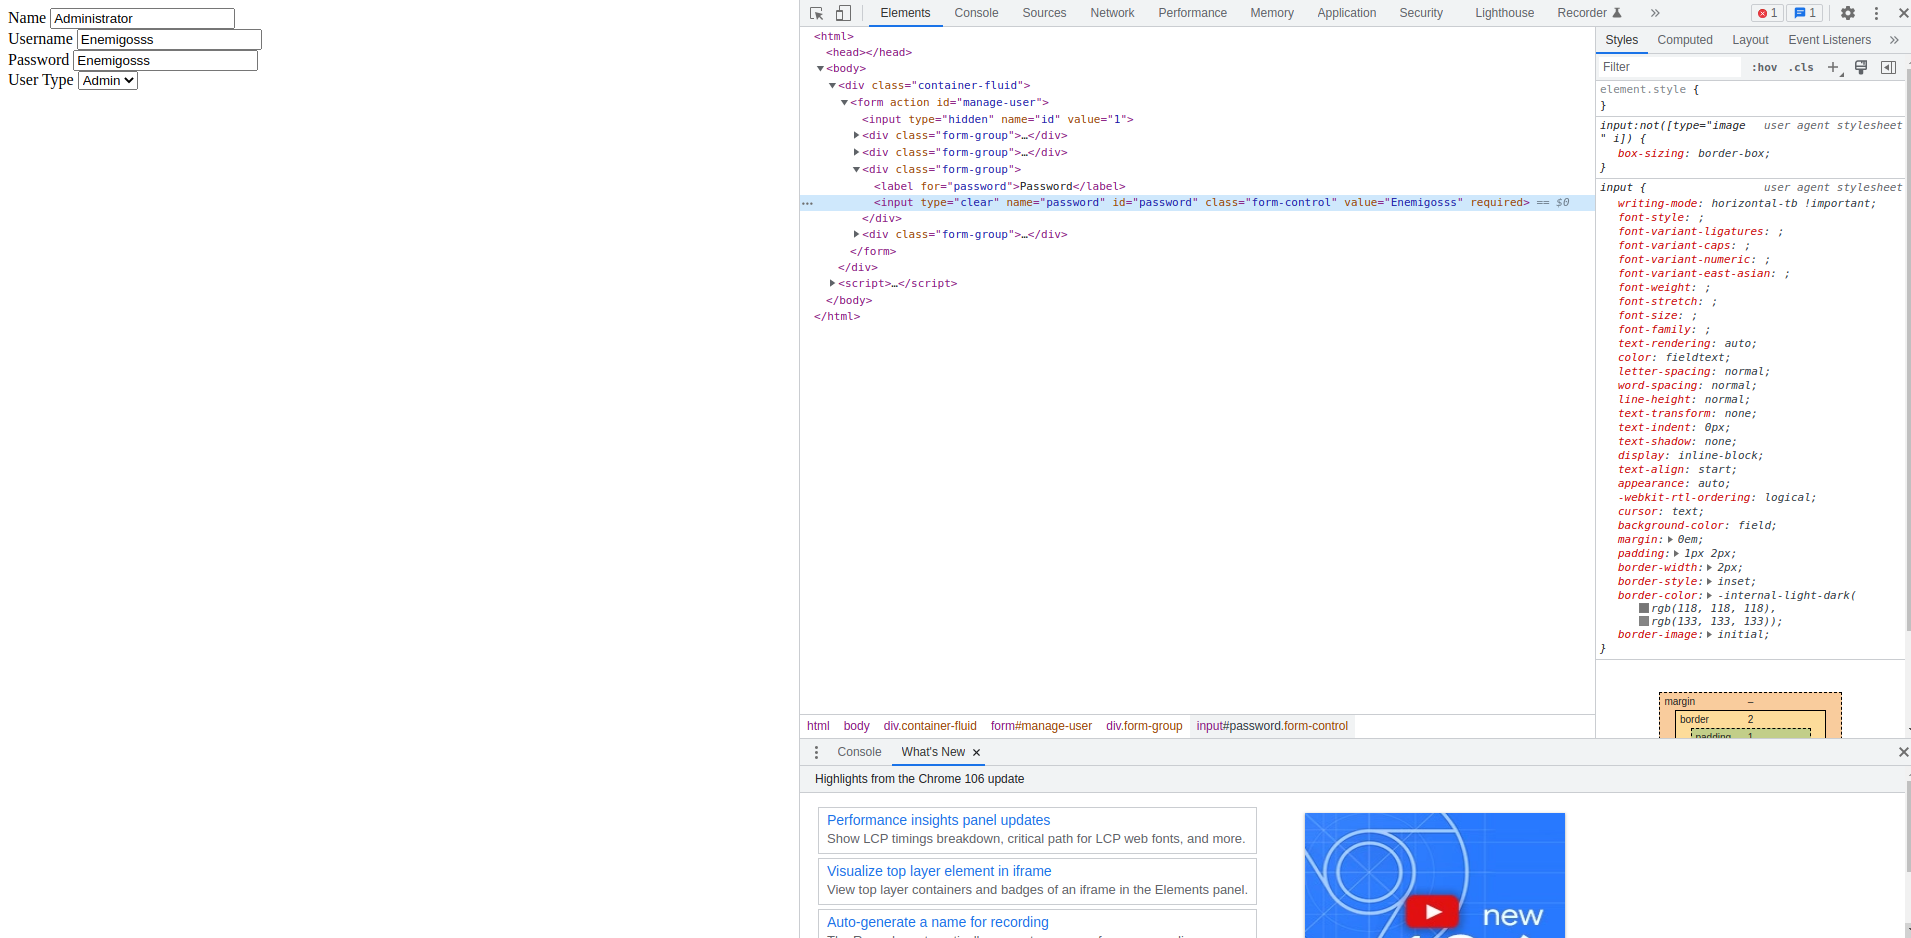 Name Administrator
Username Enemigosss
Password Enemigosss
User Type Admin
Elements Console Sources Network Performance Memory Application Security Lighthouse Recorder 1 1
<html>
<head></head>
<body>
<div class="container-fluid">
<form action id="manage-user">
<input type="hidden" name="id" value="1">
<div class="form-group">…</div>
<div class="form-group">…</div>
<div class="form-group">
<label for="password">Password</label>
<input type="clear" name="password" id="password" class="form-control" value="Enemigosss" required> == $0
</div>
<div class="form-group">…</div>
</form>
</div>
<script>…</script>
</body>
</html>
html body div.container-fluid form#manage-user div.form-group input#password.form-control
Styles Computed Layout Event Listeners
Filter :hov .cls
element.style {
}
input:not([type="image user agent stylesheet
" i]) {
box-sizing: border-box;
}
input { user agent stylesheet
writing-mode: horizontal-tb !important;
font-style: ;
font-variant-ligatures: ;
font-variant-caps: ;
font-variant-numeric: ;
font-variant-east-asian: ;
font-weight: ;
font-stretch: ;
font-size: ;
font-family: ;
text-rendering: auto;
color: fieldtext;
letter-spacing: normal;
word-spacing: normal;
line-height: normal;
text-transform: none;
text-indent: 0px;
text-shadow: none;
display: inline-block;
text-align: start;
appearance: auto;
-webkit-rtl-ordering: logical;
cursor: text;
background-color: field;
margin: 0em;
padding: 1px 2px;
border-width: 2px;
border-style: inset;
border-color: -internal-light-dark(
rgb(118, 118, 118),
rgb(133, 133, 133));
border-image: initial;
}
margin –
border 2
padding 1
Console What's New
Highlights from the Chrome 106 update
Performance insights panel updates
Show LCP timings breakdown, critical path for LCP web fonts, and more.
Visualize top layer element in iframe
View top layer containers and badges of an iframe in the Elements panel.
Auto-generate a name for recording
new